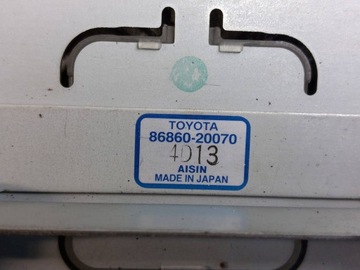 TOYOTA
86860-20070
4D13
AISIN
MADE IN JAPAN